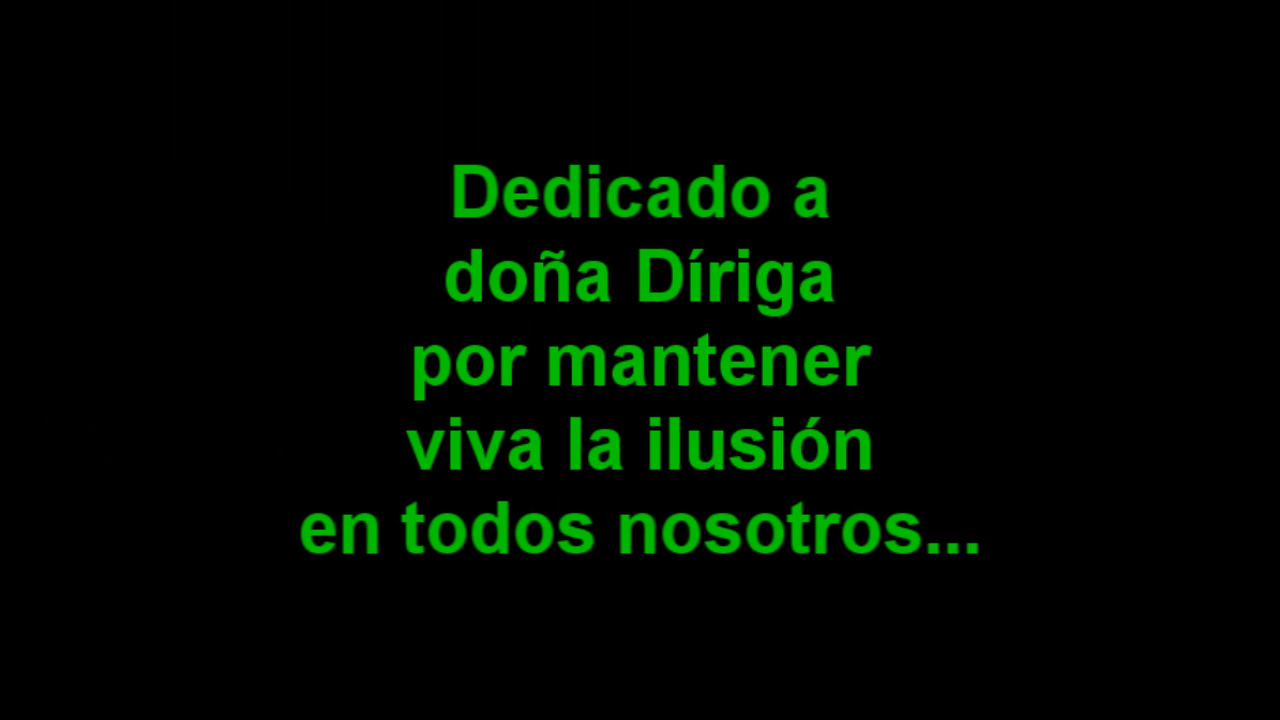 Dedicado a
doña Díriga
por mantener
viva la ilusión
en todos nosotros...